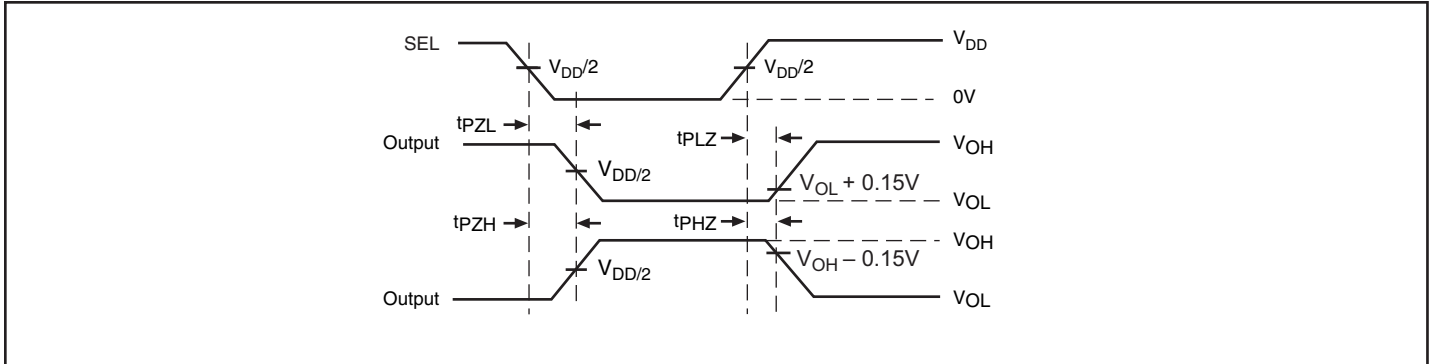 SEL
V_DD/2
V_DD/2
V_DD
0V
tPZL
tPLZ
Output
V_DD/2
V_OH
V_OL + 0.15V
V_OL
tPZH
tPHZ
V_OH
V_DD/2
V_OH – 0.15V
Output
V_OL